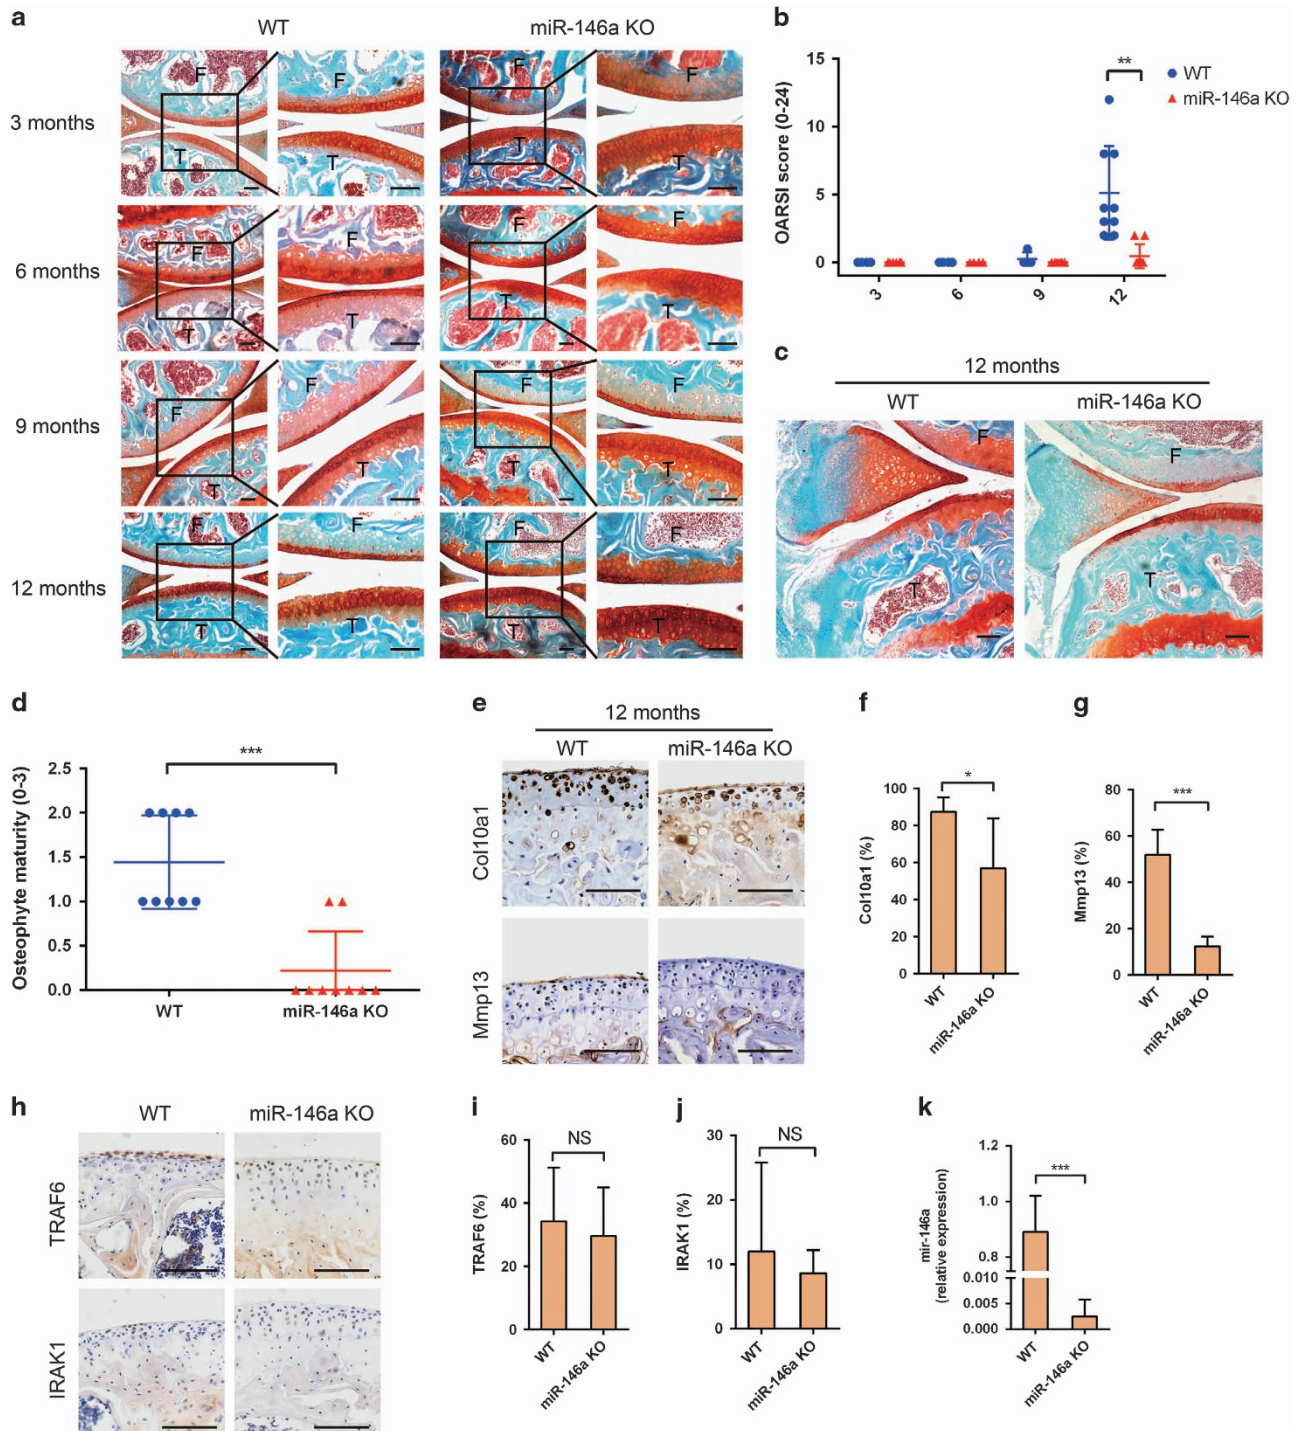 a
WT
miR-146a KO
3 months
F
F
F
F
T
T
T
T
6 months
F
F
F
F
T
T
T
T
9 months
F
F
F
F
T
T
T
T
12 months
F
F
F
F
T
T
T
T
b
OARSI score (0-24)
15
10
5
0
3
6
9
12
**
WT
miR-146a KO
c
12 months
WT
miR-146a KO
F
F
T
T
d
Osteophyte maturity (0-3)
2.5
2.0
1.5
1.0
0.5
0.0
***
WT
miR-146a KO
e
12 months
WT
miR-146a KO
Col10a1
Mmp13
f
Col10a1 (%)
100
80
60
40
20
0
*
WT
miR-146a KO
g
Mmp13 (%)
80
60
40
20
0
***
WT
miR-146a KO
h
WT
miR-146a KO
TRAF6
IRAK1
i
TRAF6 (%)
60
40
20
0
NS
WT
miR-146a KO
j
IRAK1 (%)
30
20
10
0
NS
WT
miR-146a KO
k
mir-146a
(relative expression)
1.2
1.0
0.8
0.010
0.005
0.000
***
WT
miR-146a KO